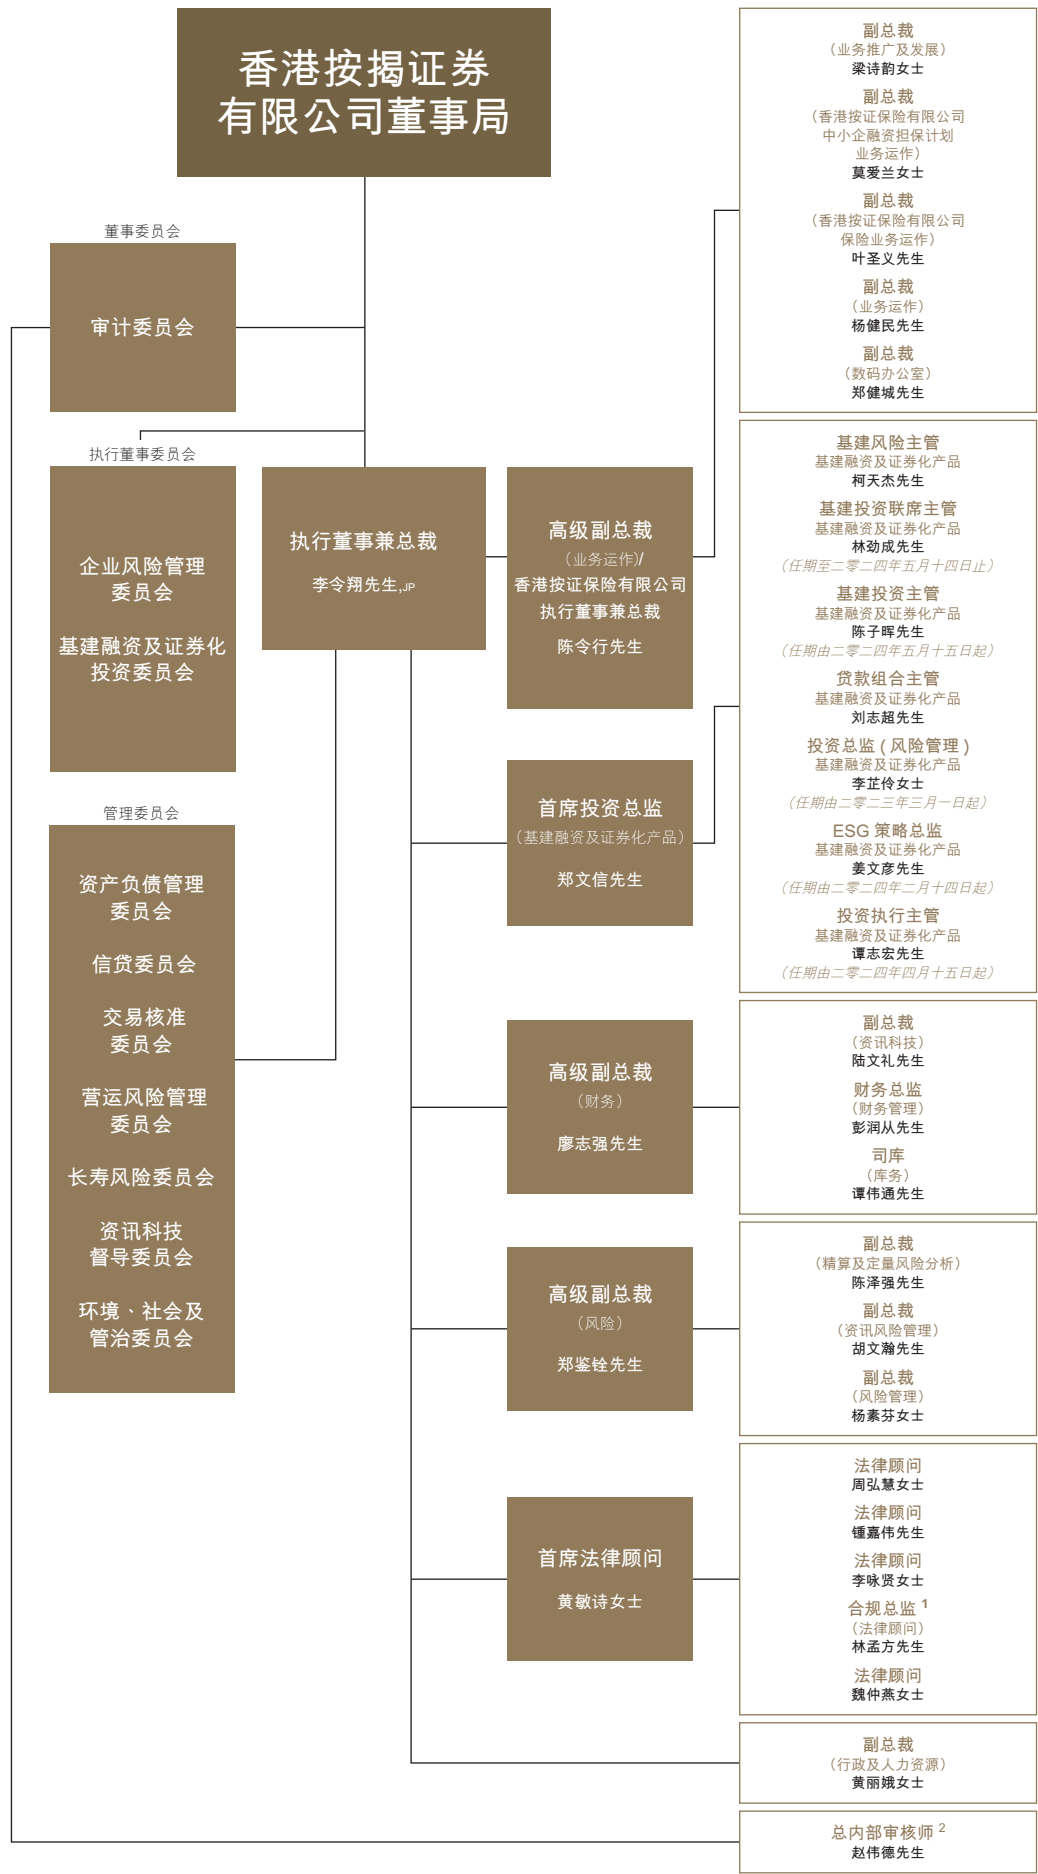 香港按揭证券
有限公司董事局
董事委员会
审计委员会
执行董事委员会
企业风险管理
委员会
基建融资及证券化
投资委员会
管理委员会
资产负债管理
委员会
信贷委员会
交易核准
委员会
营运风险管理
委员会
长寿风险委员会
资讯科技
督导委员会
环境、社会及
管治委员会
执行董事兼总裁
李令翔先生,JP
高级副总裁
（业务运作）/
香港按证保险有限公司
执行董事兼总裁
陈令行先生
首席投资总监
（基建融资及证券化产品）
郑文信先生
高级副总裁
（财务）
廖志强先生
高级副总裁
（风险）
郑鉴铨先生
首席法律顾问
黄敏诗女士
副总裁
（业务推广及发展）
梁诗韵女士
副总裁
（香港按证保险有限公司
中小企融资担保计划
业务运作）
莫爱兰女士
副总裁
（香港按证保险有限公司
保险业务运作）
叶圣义先生
副总裁
（业务运作）
杨健民先生
副总裁
（数码办公室）
郑健城先生
基建风险主管
基建融资及证券化产品
柯天杰先生
基建投资联席主管
基建融资及证券化产品
林劲成先生
（任期至二零二四年五月十四日止）
基建投资主管
基建融资及证券化产品
陈子晖先生
（任期由二零二四年五月十五日起）
贷款组合主管
基建融资及证券化产品
刘志超先生
投资总监 ( 风险管理 )
基建融资及证券化产品
李芷伶女士
（任期由二零二三年三月一日起）
ESG 策略总监
基建融资及证券化产品
姜文彦先生
（任期由二零二四年二月十四日起）
投资执行主管
基建融资及证券化产品
谭志宏先生
（任期由二零二四年四月十五日起）
副总裁
（资讯科技）
陆文礼先生
财务总监
（财务管理）
彭润从先生
司库
（库务）
谭伟通先生
副总裁
（精算及定量风险分析）
陈泽强先生
副总裁
（资讯风险管理）
胡文瀚先生
副总裁
（风险管理）
杨素芬女士
法律顾问
周弘慧女士
法律顾问
锺嘉伟先生
法律顾问
李咏贤女士
合规总监 1
（法律顾问）
林孟方先生
法律顾问
魏仲燕女士
副总裁
（行政及人力资源）
黄丽娥女士
总内部审核师 2
赵伟德先生